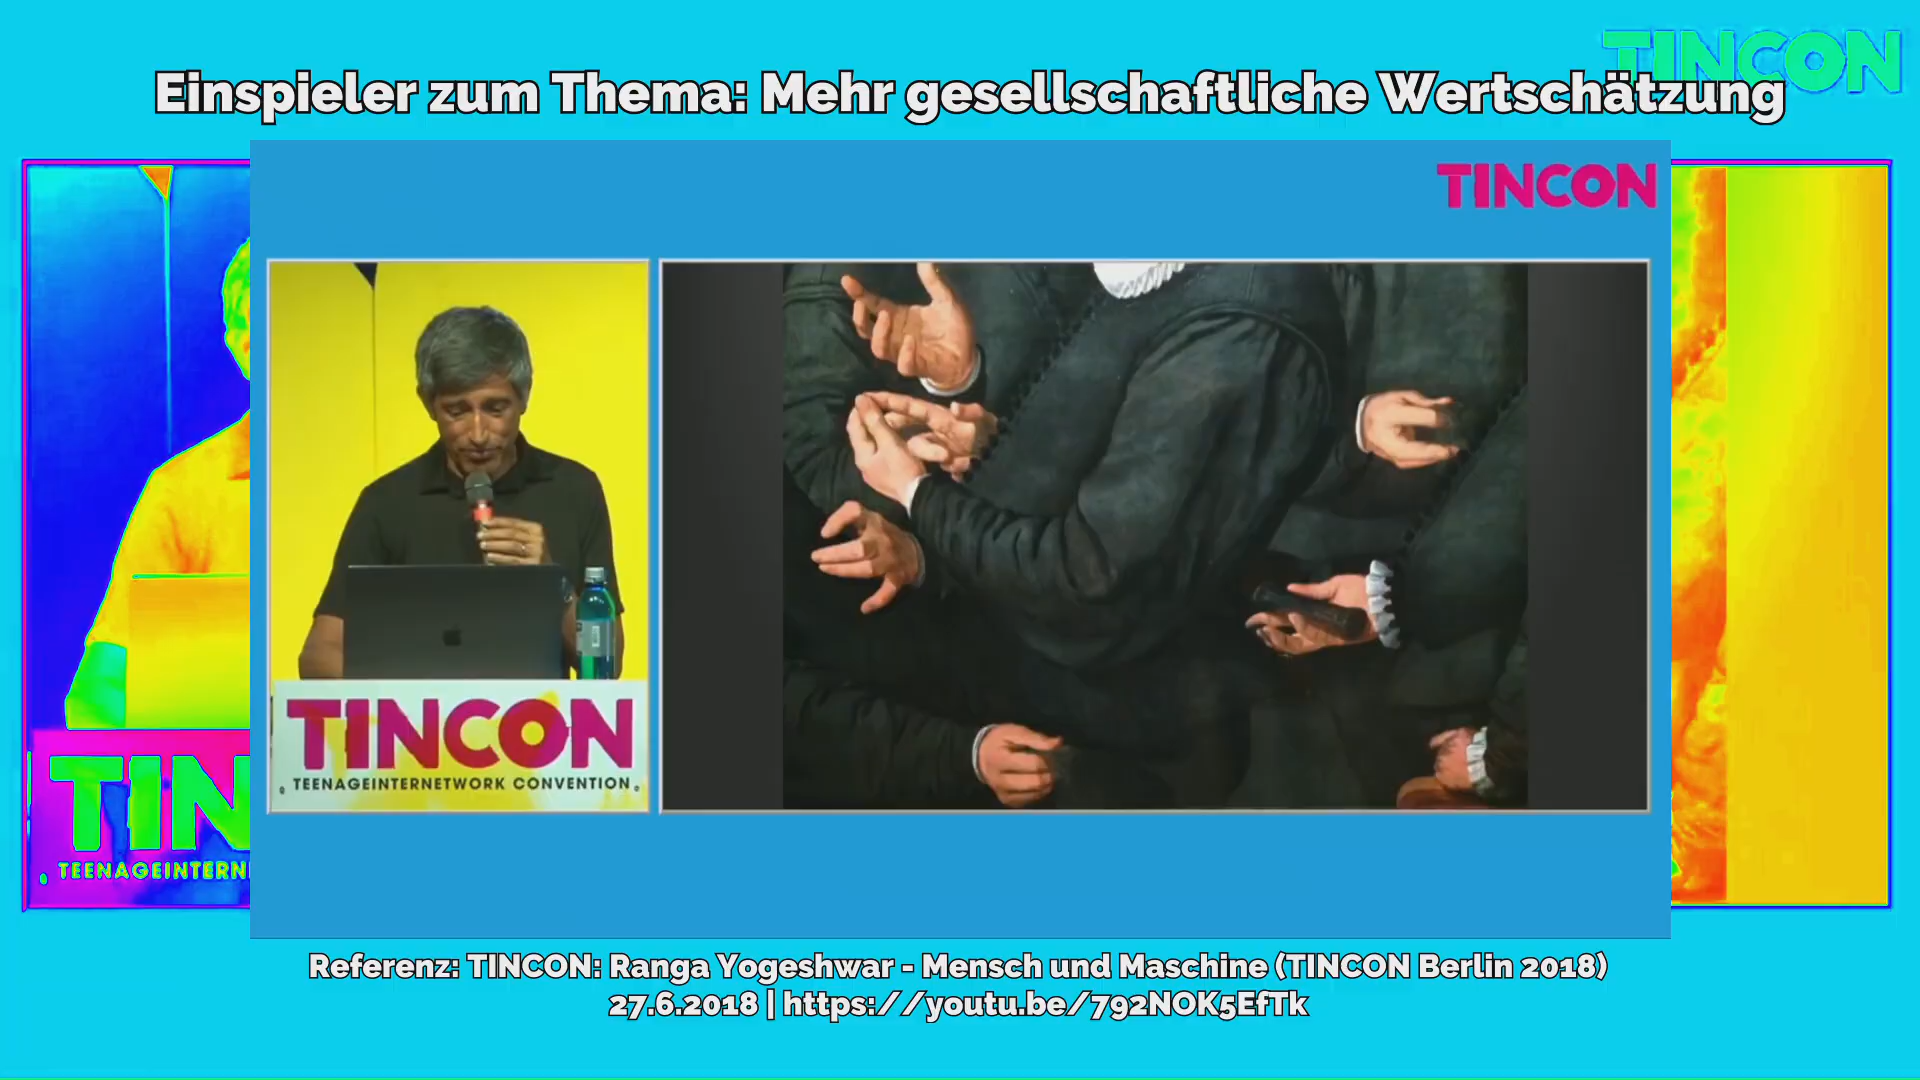 TINCON
Einspieler zum Thema: Mehr gesellschaftliche Wertschätzung
TINCON
TINCON
TEENAGEINTERNETWORK CONVENTION
TIN
TEENAGEINTERN
Referenz: TINCON: Ranga Yogeshwar - Mensch und Maschine (TINCON Berlin 2018)
27.6.2018 | https://youtu.be/792NOK5EfTk